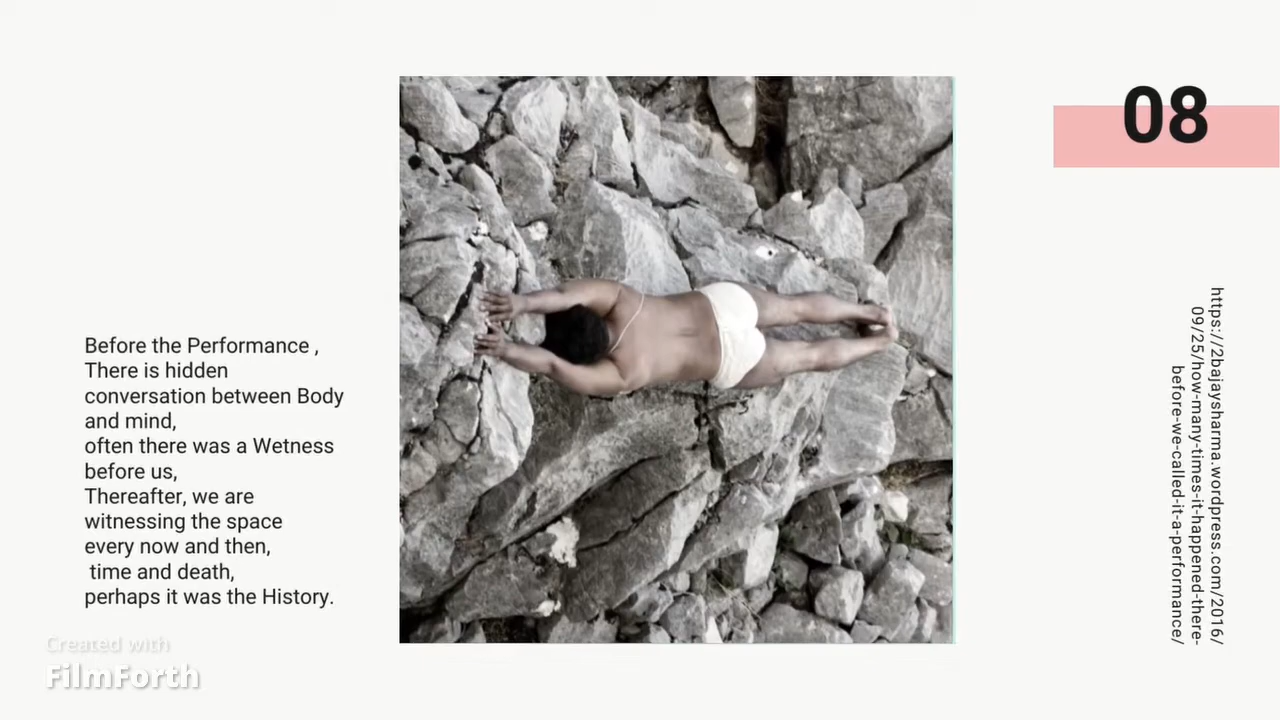 08
Before the Performance ,
There is hidden
conversation between Body
and mind,
often there was a Wetness
before us,
Thereafter, we are
witnessing the space
every now and then,
time and death,
perhaps it was the History.
https://2bajaysharma.wordpress.com/2016/
09/25/how-many-times-it-happened-there-
before-we-called-it-a-performance/
Created with
FilmForth